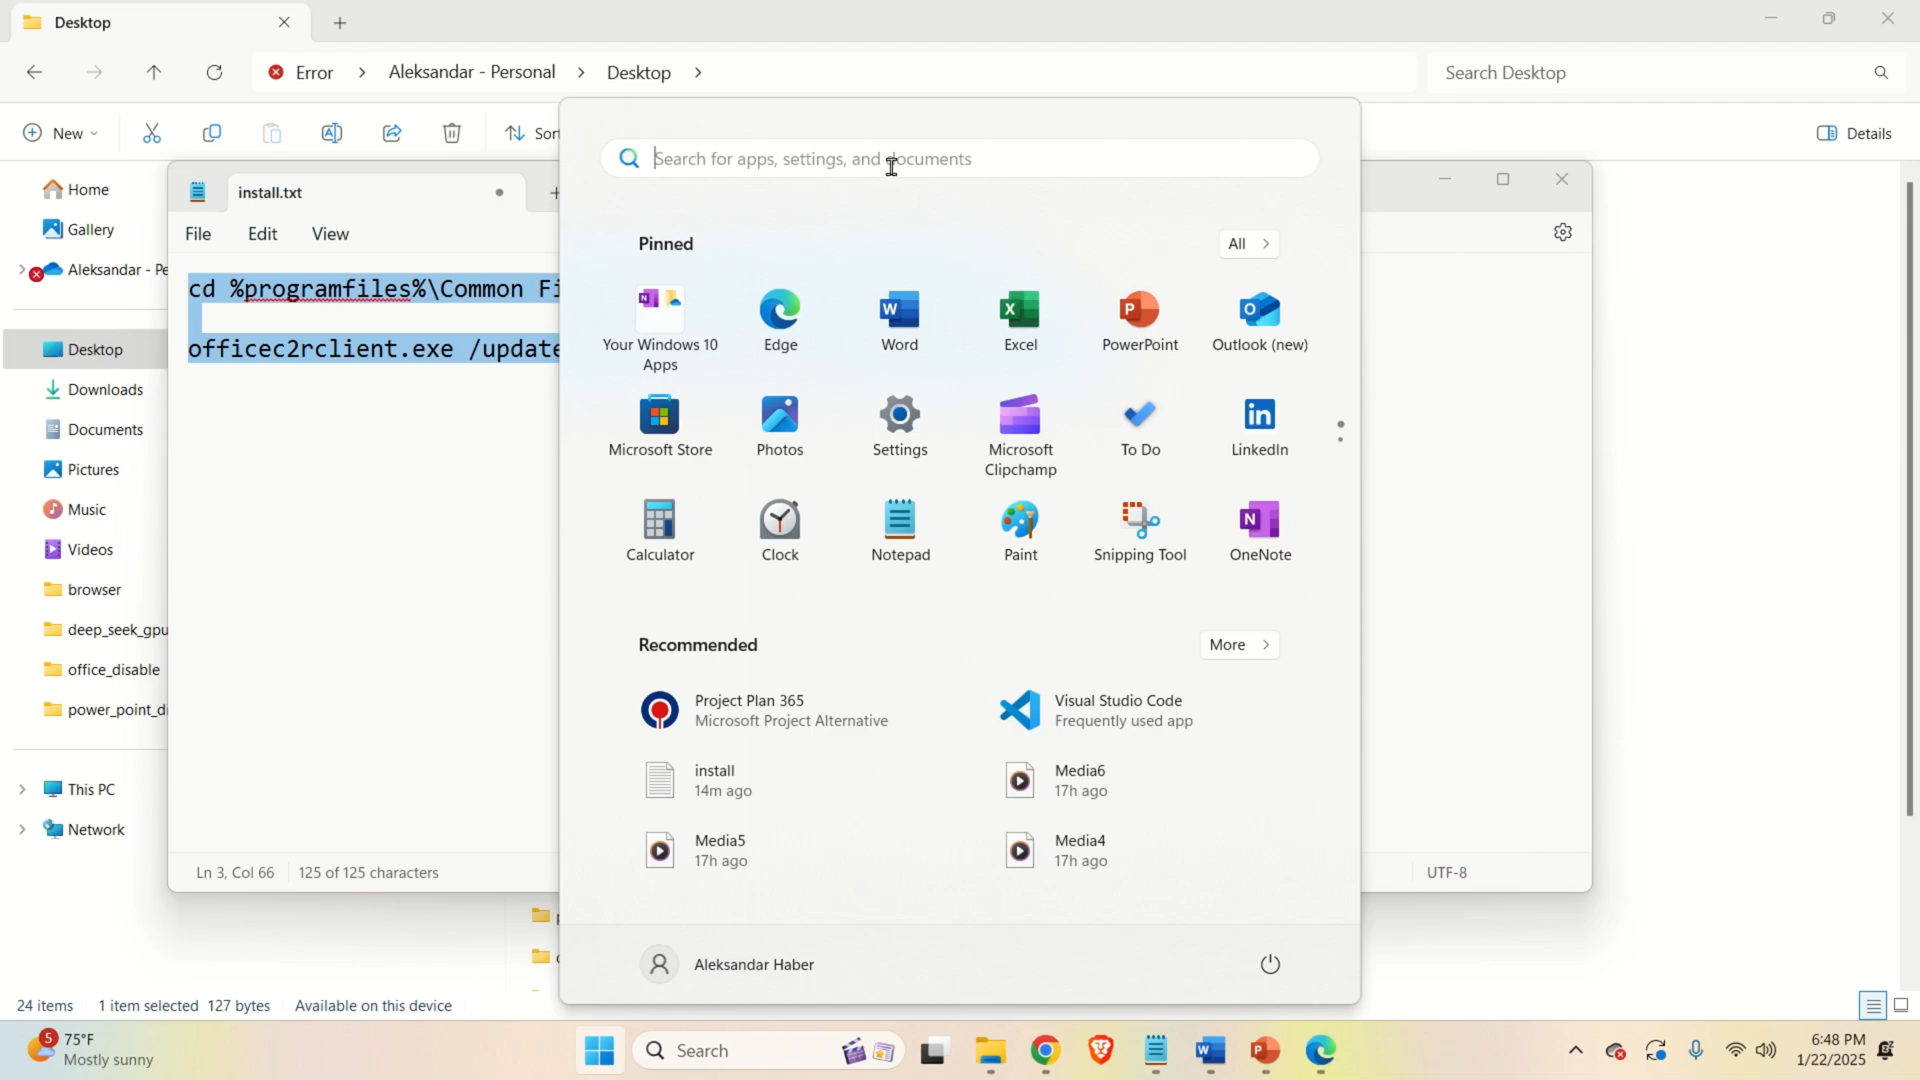 Desktop
Error > Aleksandar - Personal > Desktop >
Search Desktop
New
Sort
Details
Home
Gallery
Aleksandar - Pe
Desktop
Downloads
Documents
Pictures
Music
Videos
browser
deep_seek_gpu
office_disable
power_point_di
This PC
Network
install.txt
File Edit View
cd %programfiles%\Common Fi
officec2rclient.exe /update
Ln 3, Col 66 125 of 125 characters
UTF-8
Search for apps, settings, and documents
Pinned
All >
Your Windows 10
Apps
Edge
Word
Excel
PowerPoint
Outlook (new)
Microsoft Store
Photos
Settings
Microsoft
Clipchamp
To Do
LinkedIn
Calculator
Clock
Notepad
Paint
Snipping Tool
OneNote
Recommended
More >
Project Plan 365
Microsoft Project Alternative
Visual Studio Code
Frequently used app
install
14m ago
Media6
17h ago
Media5
17h ago
Media4
17h ago
Aleksandar Haber
24 items 1 item selected 127 bytes Available on this device
5
75°F
Mostly sunny
Search
6:48 PM
1/22/2025